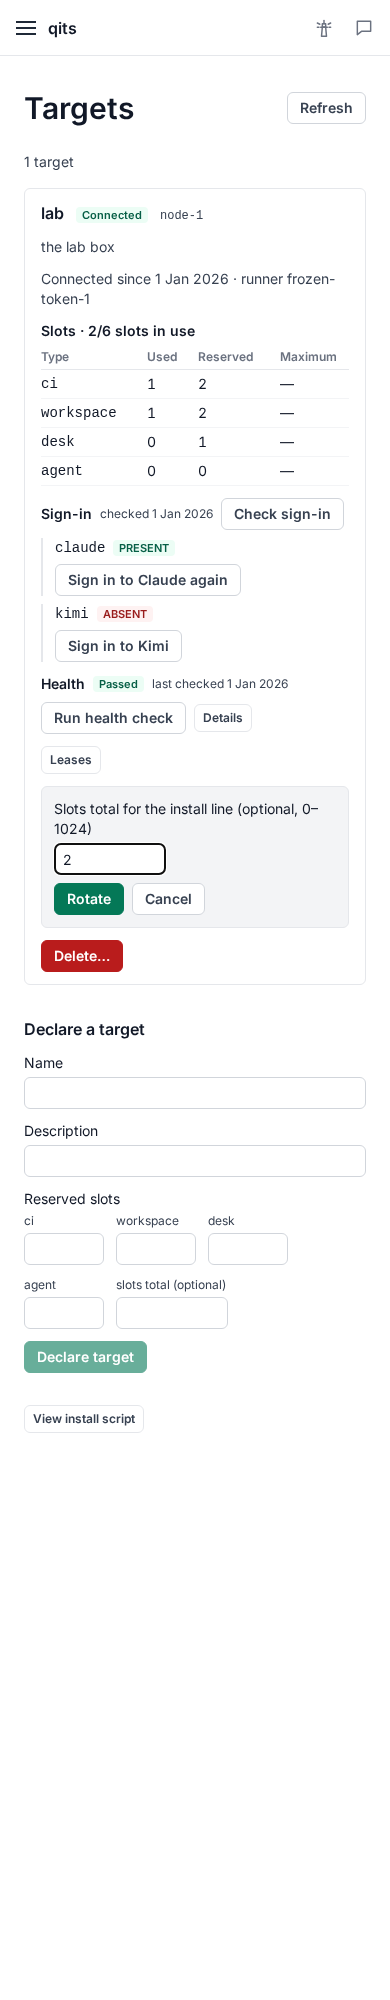 qits
Targets
Refresh
1 target
lab Connected node-1
the lab box
Connected since 1 Jan 2026 · runner frozen-
token-1
Slots · 2/6 slots in use
Type Used Reserved Maximum
ci 1 2 —
workspace 1 2 —
desk 0 1 —
agent 0 0 —
Sign-in checked 1 Jan 2026 Check sign-in
claude PRESENT
Sign in to Claude again
kimi ABSENT
Sign in to Kimi
Health Passed last checked 1 Jan 2026
Run health check Details
Leases
Slots total for the install line (optional, 0–
1024)
2
Rotate Cancel
Delete...
Declare a target
Name
Description
Reserved slots
ci workspace desk
agent slots total (optional)
Declare target
View install script